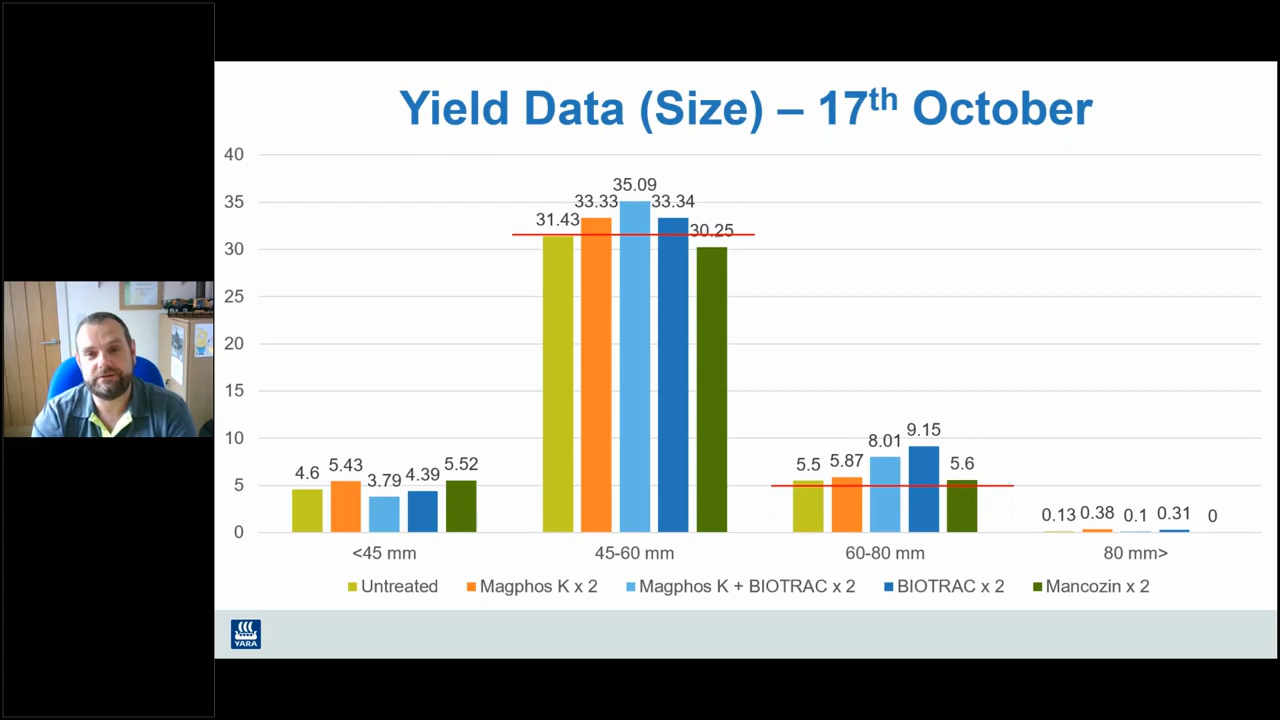 Yield Data (Size) – 17th October
40
35
30
25
20
15
10
5
0
4.6
5.43
3.79
4.39
5.52
31.43
33.33
35.09
33.34
30.25
5.5
5.87
8.01
9.15
5.6
0.13
0.38
0.1
0.31
0
<45 mm
45-60 mm
60-80 mm
80 mm>
Untreated
Magphos K x 2
Magphos K + BIOTRAC x 2
BIOTRAC x 2
Mancozin x 2
YARA